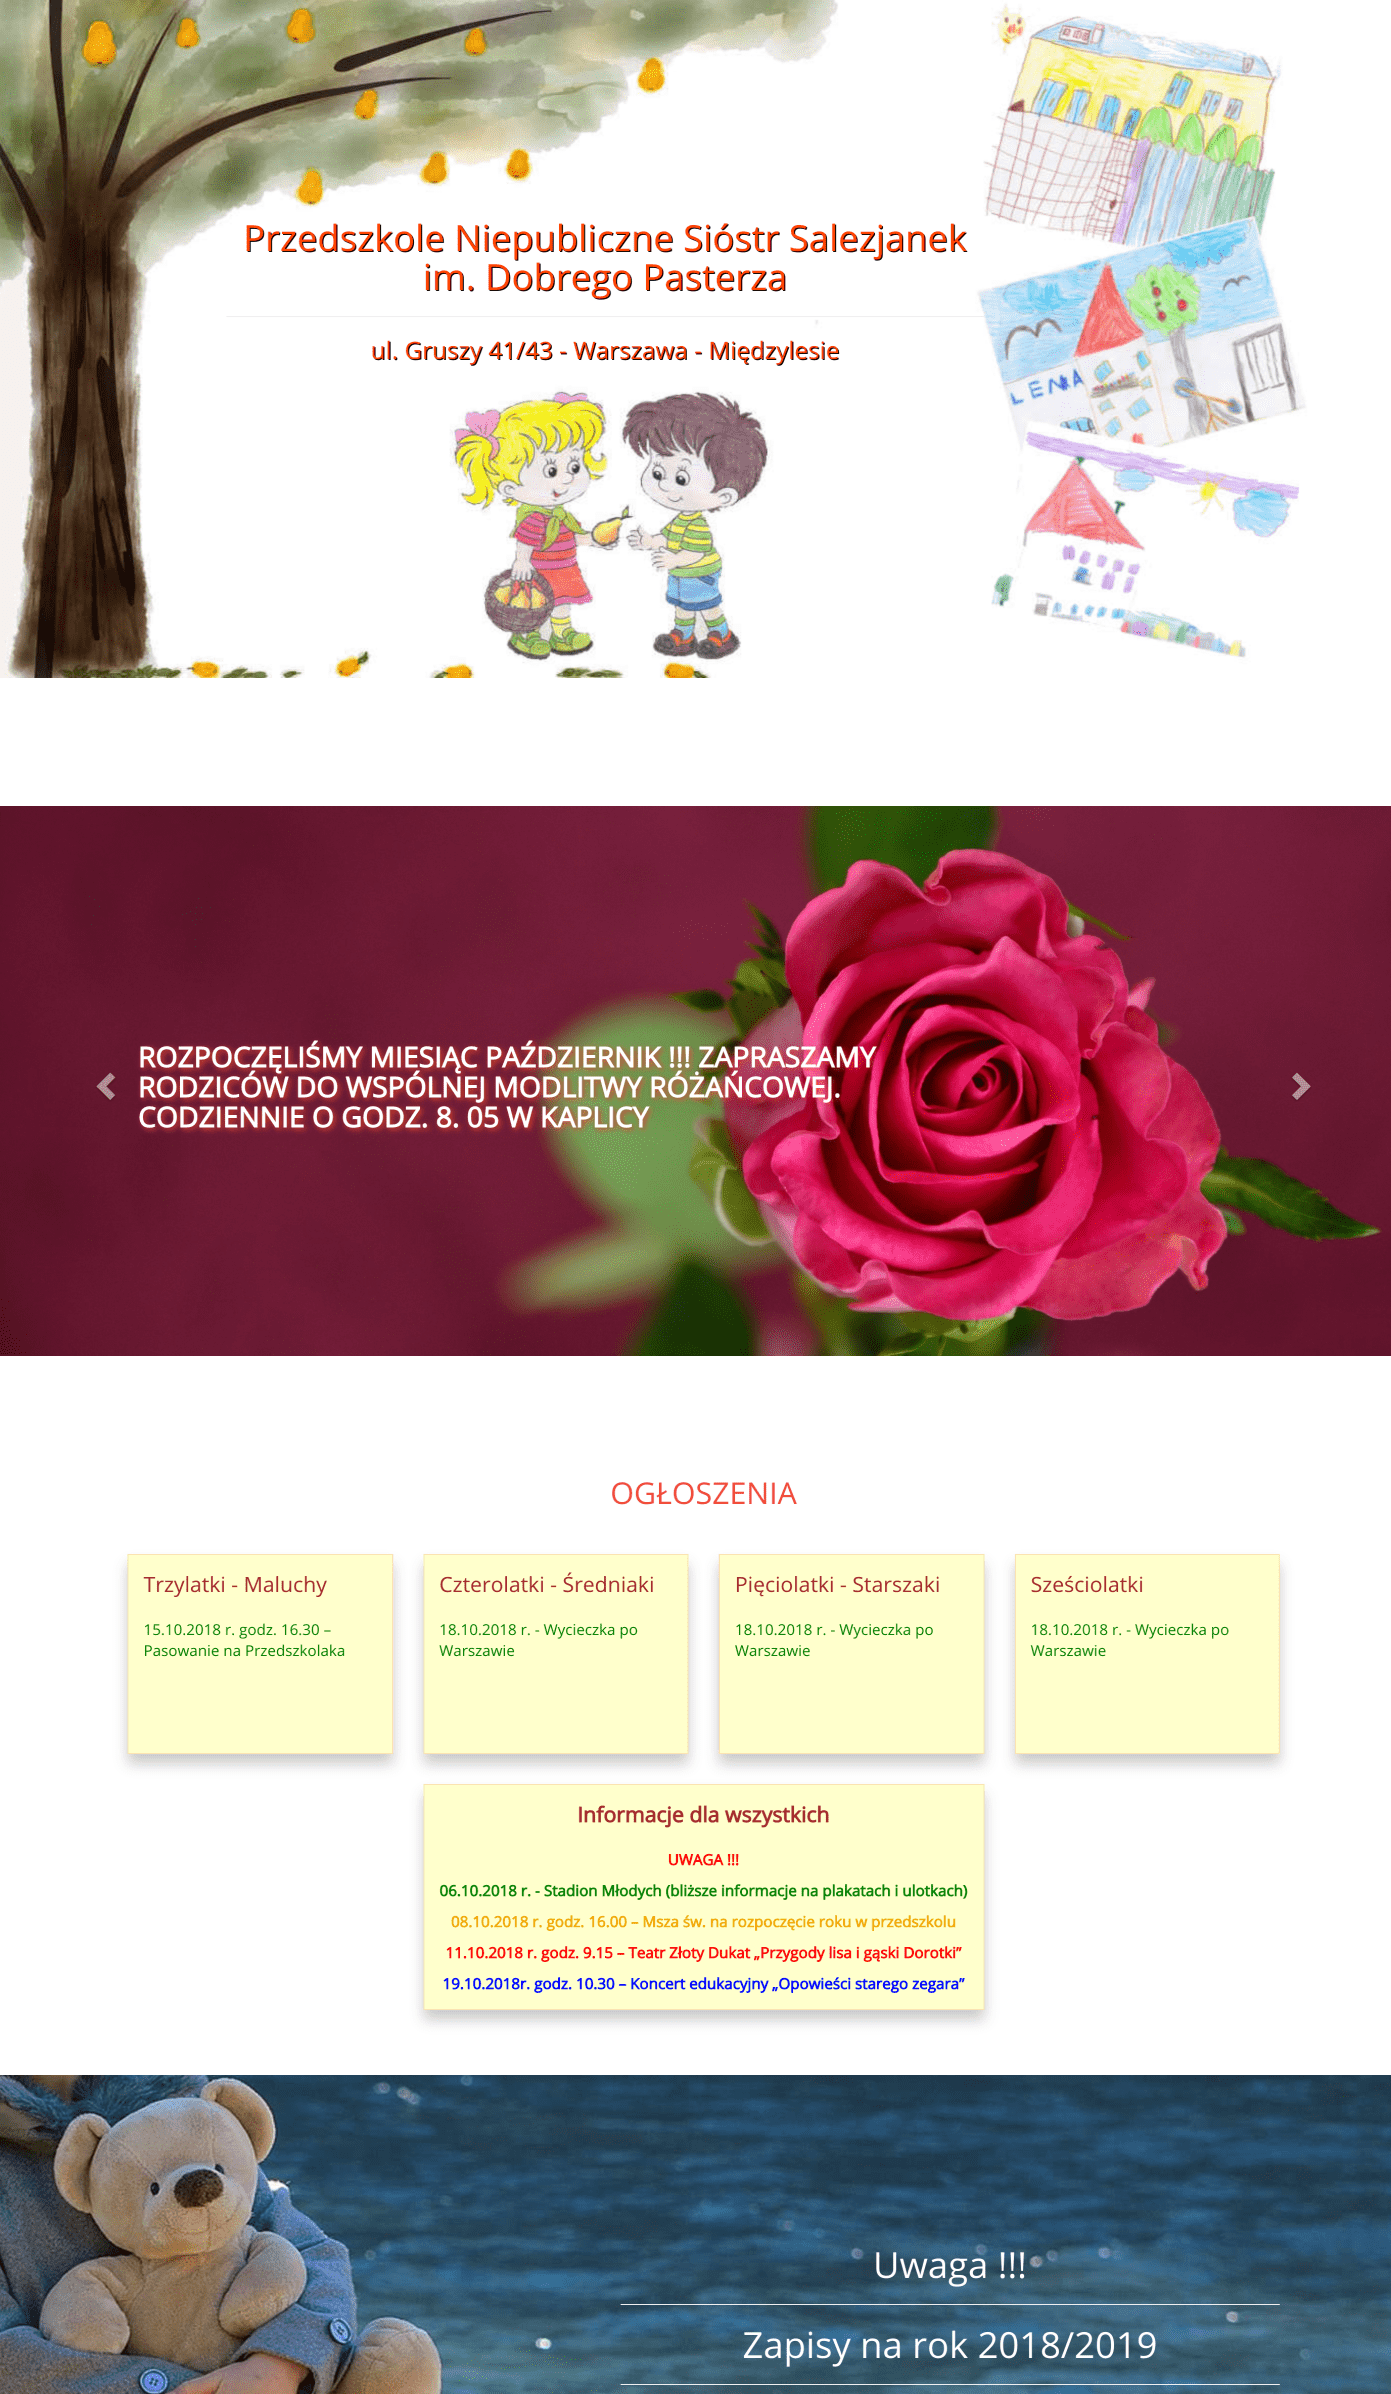 Przedszkole Niepubliczne Sióstr Salezjanek
im. Dobrego Pasterza
ul. Gruszy 41/43 - Warszawa - Międzylesie
LENA
ROZPOCZĘLIŚMY MIESIĄC PAŹDZIERNIK !!! ZAPRASZAMY
RODZICÓW DO WSPÓLNEJ MODLITWY RÓŻAŃCOWEJ.
CODZIENNIE O GODZ. 8. 05 W KAPLICY
OGŁOSZENIA
Trzylatki - Maluchy
15.10.2018 r. godz. 16.30 –
Pasowanie na Przedszkolaka
Czterolatki - Średniaki
18.10.2018 r. - Wycieczka po
Warszawie
Pięciolatki - Starszaki
18.10.2018 r. - Wycieczka po
Warszawie
Sześciolatki
18.10.2018 r. - Wycieczka po
Warszawie
Informacje dla wszystkich
UWAGA !!!
06.10.2018 r. - Stadion Młodych (bliższe informacje na plakatach i ulotkach)
08.10.2018 r. godz. 16.00 – Msza św. na rozpoczęcie roku w przedszkolu
11.10.2018 r. godz. 9.15 – Teatr Złoty Dukat „Przygody lisa i gąski Dorotki”
19.10.2018r. godz. 10.30 – Koncert edukacyjny „Opowieści starego zegara”
Uwaga !!!
Zapisy na rok 2018/2019